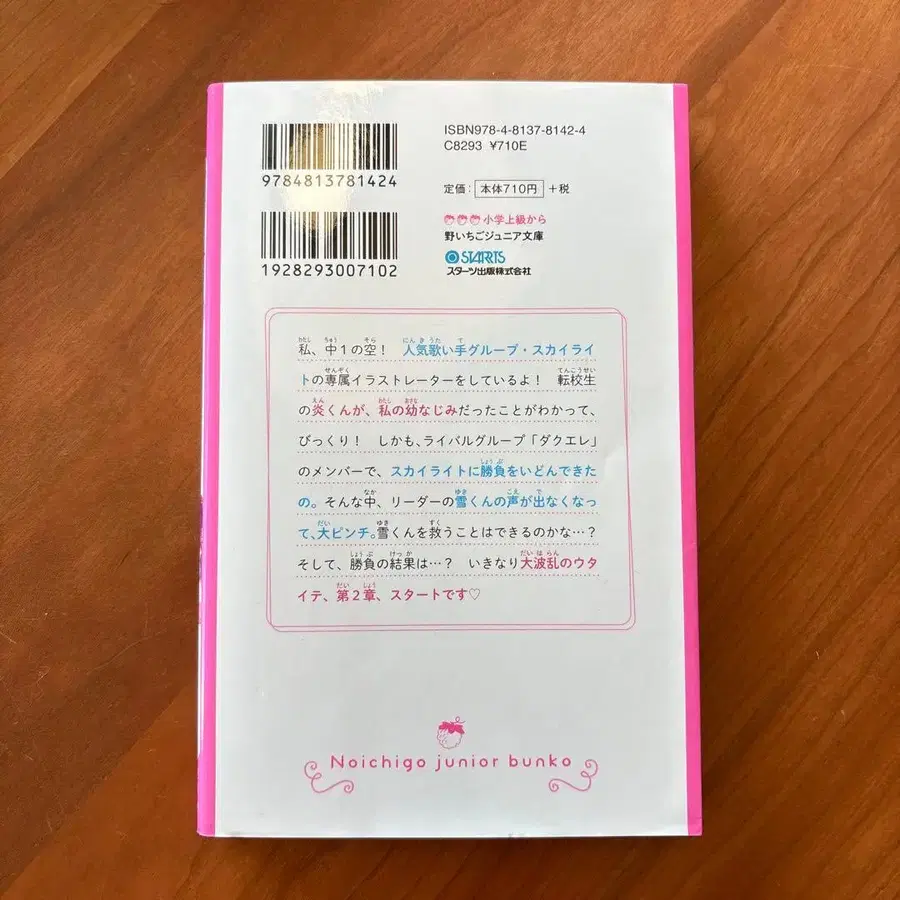 9784813781424
1928293007102
ISBN978-4-8137-8142-4
C8293 ¥710E
定価： 本体710円 +税
小学上級から
野いちごジュニア文庫
STARTS
スターツ出版株式会社
私、中１の空！　人気歌い手グループ・スカイライ
トの専属イラストレーターをしているよ！　転校生
の炎くんが、私の幼なじみだったことがわかって、
びっくり！　しかも、ライバルグループ「ダクエレ」
のメンバーで、スカイライトに勝負をいどんできた
の。そんな中、リーダーの雪くんの声が出なくなっ
て、大ピンチ。雪くんを救うことはできるのかな…？
そして、勝負の結果は…？　いきなり大波乱のウタ
イテ、第２章、スタートです♡
Noichigo junior bunko